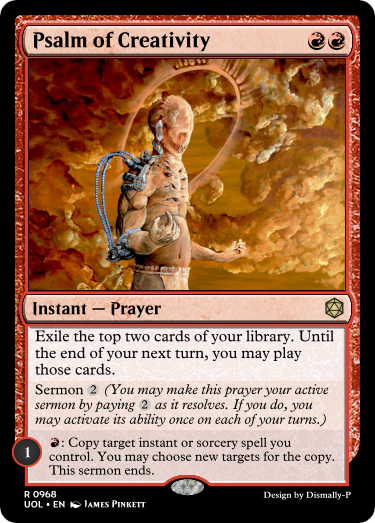 Psalm of Creativity
Instant — Prayer
Exile the top two cards of your library. Until
the end of your next turn, you may play
those cards.
Sermon 2 (You may make this prayer your active
sermon by paying 2 as it resolves. If you do, you
may activate its ability once on each of your turns.)
1
: Copy target instant or sorcery spell you
control. You may choose new targets for the copy.
This sermon ends.
R 0968
UOL • EN James Pinkett
Design by Dismally-P